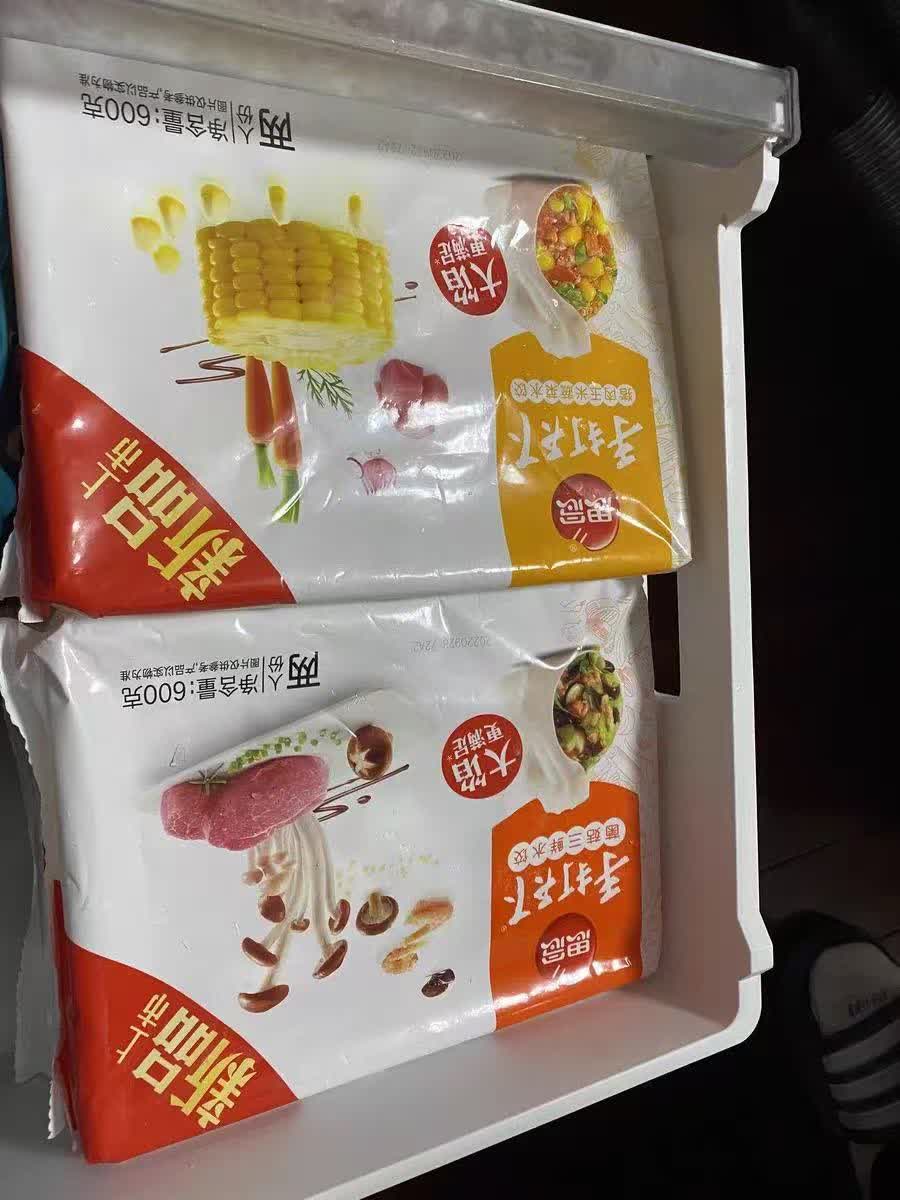 思念
手打天下
猪肉玉米蔬菜水饺
大馅
更满足*
新品
上市
两人份
净含量:600克
图片仅供参考,产品以实物为准
思念
手打天下
菌菇三鲜水饺
大馅
更满足*
新品
上市
两人份
净含量:600克
图片仅供参考,产品以实物为准
20220926 72A2